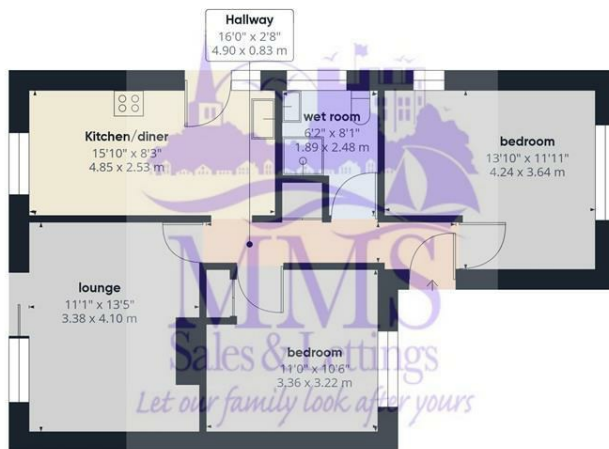 Hallway
16'0" x 2'8"
4.90 x 0.83 m
Kitchen/diner
15'10" x 8'3"
4.85 x 2.53 m
wet room
6'2" x 8'1"
1.89 x 2.48 m
bedroom
13'10" x 11'11"
4.24 x 3.64 m
lounge
11'1" x 13'5"
3.38 x 4.10 m
bedroom
11'0" x 10'6"
3.36 x 3.22 m
MMS
Sales & Lettings
Let our family look after yours